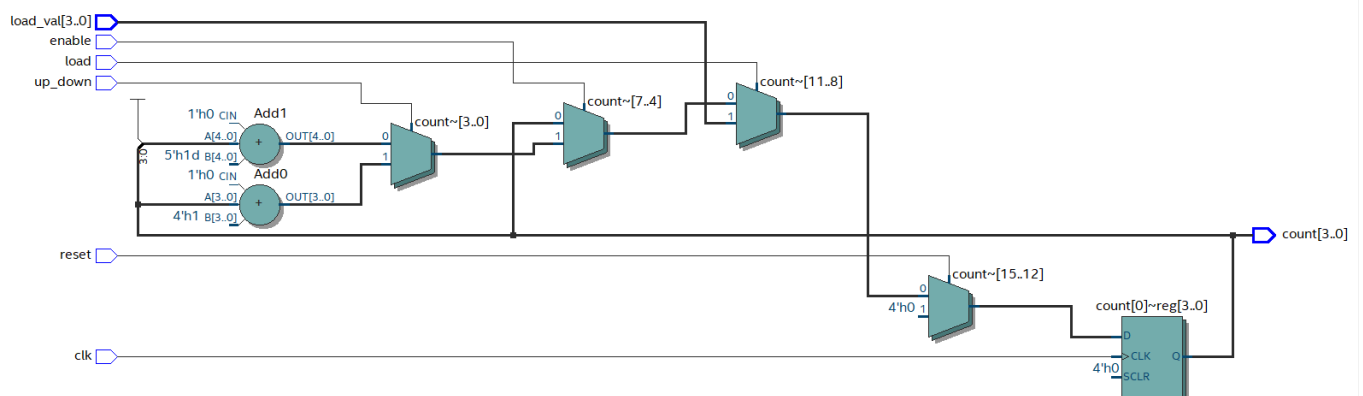 load_val[3..0]
enable
load
up_down
count~[11..8]
0
1
count~[7..4]
0
1
count~[3..0]
0
1
1'h0 CIN
Add1
A[4..0]
OUT[4..0]
+
5'h1d B[4..0]
3:0
1'h0 CIN
Add0
A[3..0]
OUT[3..0]
+
4'h1 B[3..0]
count[3..0]
reset
count~[15..12]
0
4'h0 1
count[0]~reg[3..0]
D
clk
CLK
Q
4'h0 SCLR